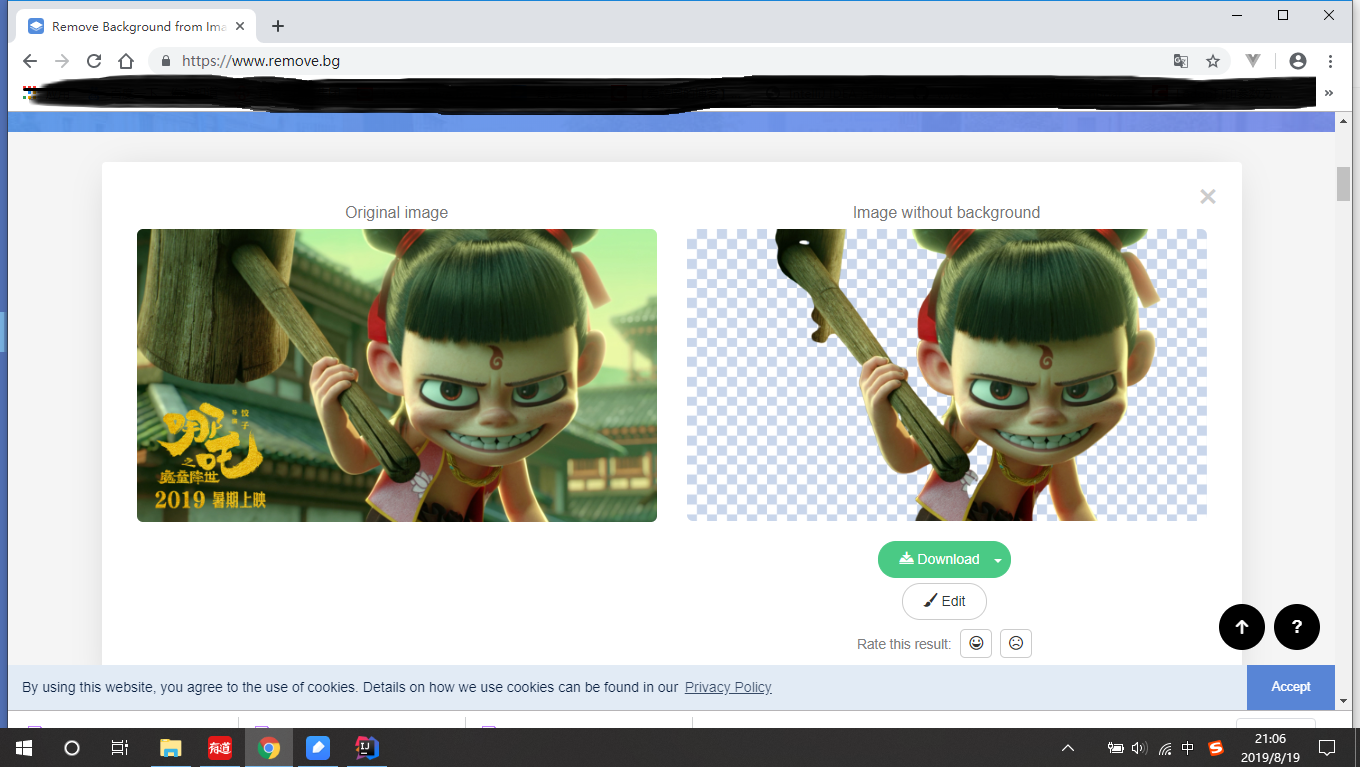 Remove Background from Ima
https://www.remove.bg
»
Original image
Image without background
导演
饺子
哪吒
之
魔童降世
2019 暑期上映
Download
Edit
Rate this result:
?
By using this website, you agree to the use of cookies. Details on how we use cookies can be found in our Privacy Policy
Accept
有道
IJ
中
S
21:06
2019/8/19